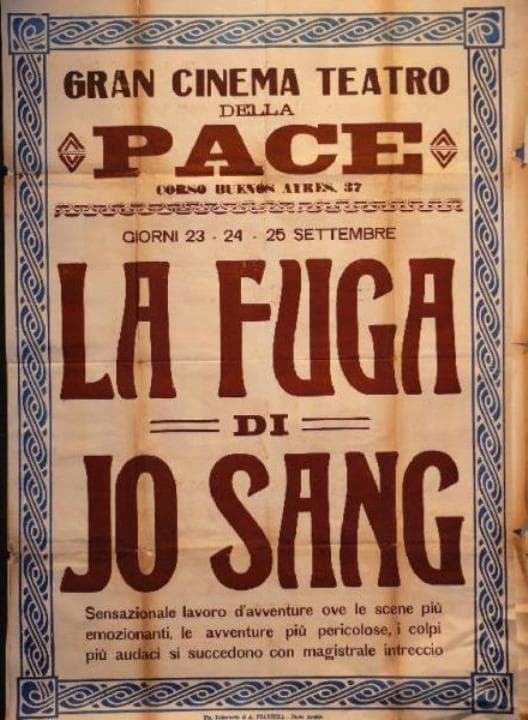 GRAN CINEMA TEATRO
DELLA
PACE
CORSO BUENOS AYRES, 37
GIORNI 23 - 24 - 25 SETTEMBRE
LA FUGA
DI
JO SANG
Sensazionale lavoro d'avventure ove le scene più
emozionanti, le avventure più pericolose, i colpi
più audaci si succedono con magistrale intreccio